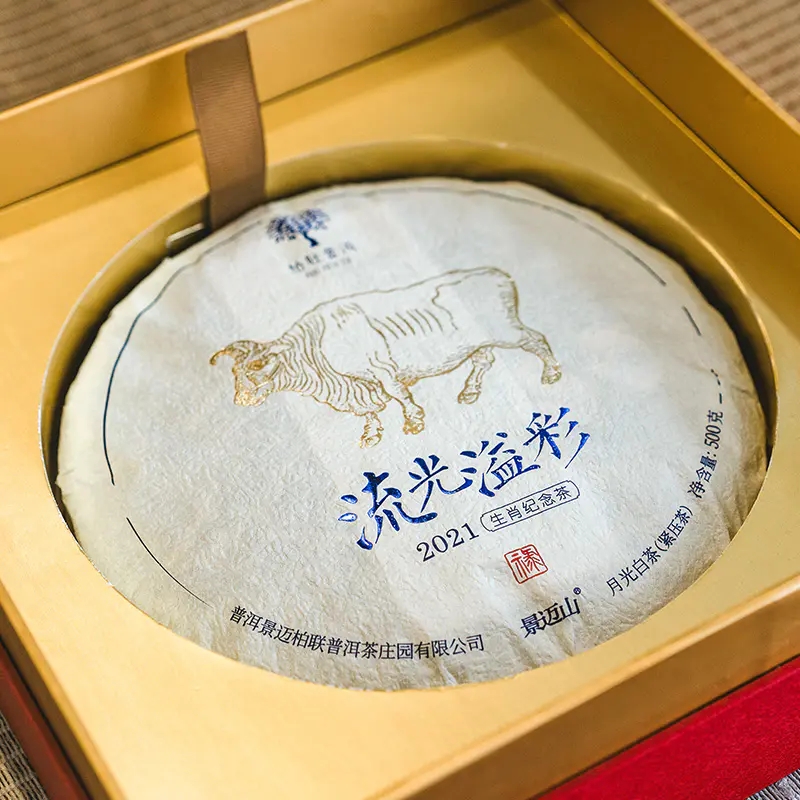 柏联普洱
流光溢彩
2021 生肖纪念茶
景迈山®
普洱景迈柏联普洱茶庄园有限公司
月光白茶(紧压茶) 净含量: 500克